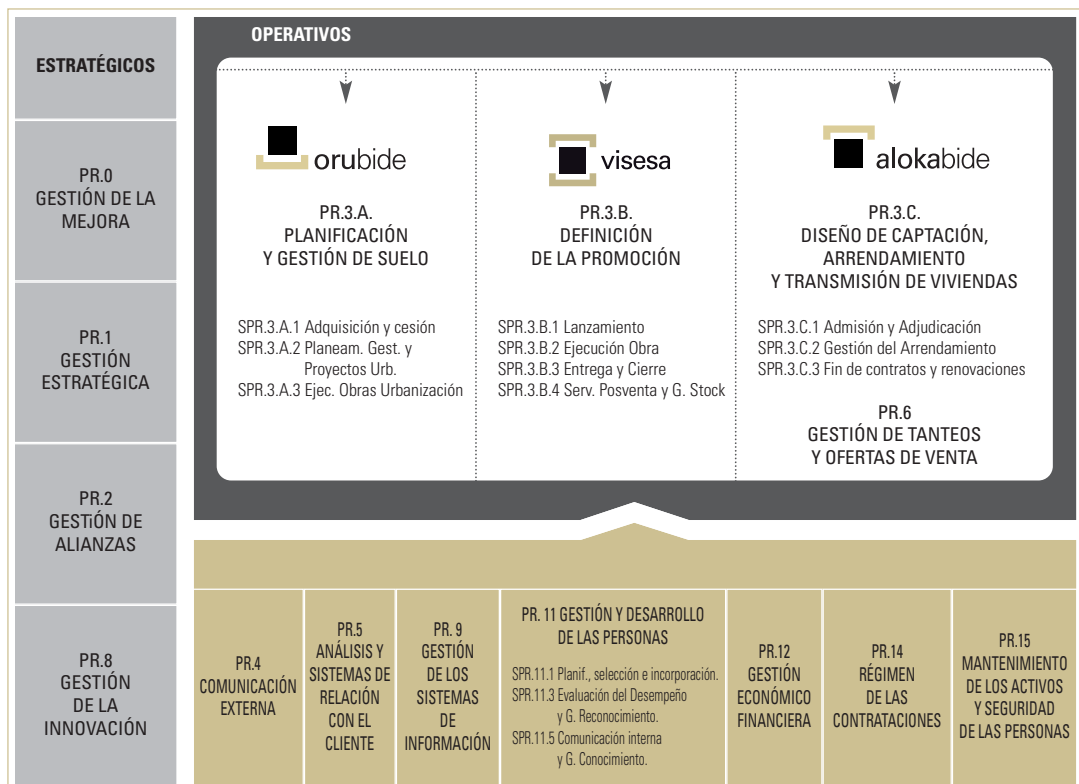 ESTRATÉGICOS
PR.0
GESTIÓN DE LA
MEJORA
PR.1
GESTIÓN
ESTRATÉGICA
PR.2
GESTiÓN DE
ALIANZAS
PR.8
GESTIÓN
DE LA
INNOVACIÓN
OPERATIVOS
orubide
PR.3.A.
PLANIFICACIÓN
Y GESTIÓN DE SUELO
SPR.3.A.1 Adquisición y cesión
SPR.3.A.2 Planeam. Gest. y
Proyectos Urb.
SPR.3.A.3 Ejec. Obras Urbanización
visesa
PR.3.B.
DEFINICIÓN
DE LA PROMOCIÓN
SPR.3.B.1 Lanzamiento
SPR.3.B.2 Ejecución Obra
SPR.3.B.3 Entrega y Cierre
SPR.3.B.4 Serv. Posventa y G. Stock
alokabide
PR.3.C.
DISEÑO DE CAPTACIÓN,
ARRENDAMIENTO
Y TRANSMISIÓN DE VIVIENDAS
SPR.3.C.1 Admisión y Adjudicación
SPR.3.C.2 Gestión del Arrendamiento
SPR.3.C.3 Fin de contratos y renovaciones
PR.6
GESTIÓN DE TANTEOS
Y OFERTAS DE VENTA
PR.4
COMUNICACIÓN
EXTERNA
PR.5
ANÁLISIS Y
SISTEMAS DE
RELACIÓN
CON EL
CLIENTE
PR. 9
GESTIÓN
DE LOS
SISTEMAS
DE
INFORMACIÓN
PR. 11 GESTIÓN Y DESARROLLO
DE LAS PERSONAS
SPR.11.1 Planif., selección e incorporación.
SPR.11.3 Evaluación del Desempeño
y G. Reconocimiento.
SPR.11.5 Comunicación interna
y G. Conocimiento.
PR.12
GESTIÓN
ECONÓMICO
FINANCIERA
PR.14
RÉGIMEN
DE LAS
CONTRATACIONES
PR.15
MANTENIMIENTO
DE LOS ACTIVOS
Y SEGURIDAD
DE LAS PERSONAS